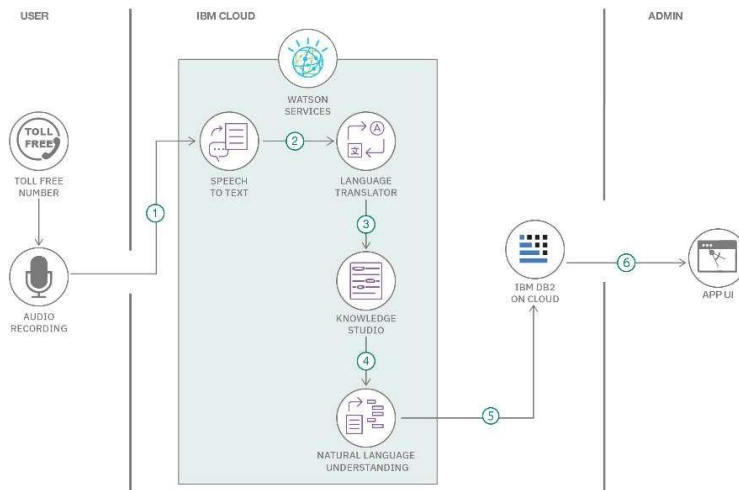 USER
IBM CLOUD
ADMIN
WATSON
SERVICES
TOLL
FREE
TOLL FREE
NUMBER
SPEECH
TO TEXT
2
A
文
LANGUAGE
TRANSLATOR
1
3
AUDIO
RECORDING
KNOWLEDGE
STUDIO
IBM DB2
ON CLOUD
6
APP UI
4
NATURAL LANGUAGE
UNDERSTANDING
5